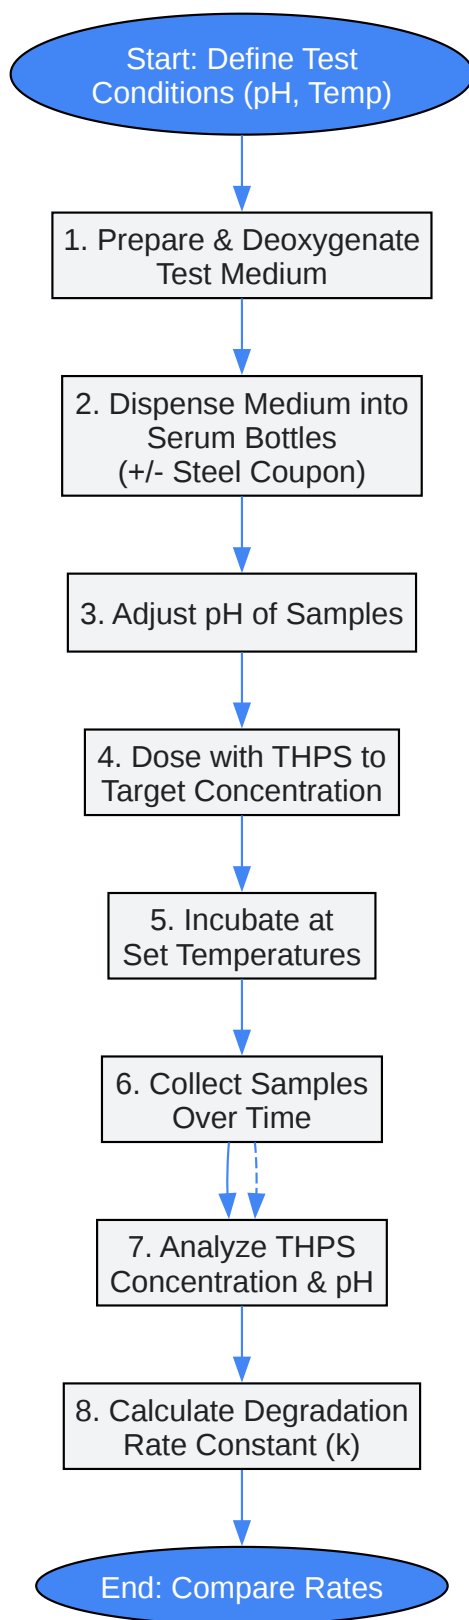 Start: Define Test
Conditions (pH, Temp)
1. Prepare & Deoxygenate
Test Medium
2. Dispense Medium into
Serum Bottles
(+/- Steel Coupon)
3. Adjust pH of Samples
4. Dose with THPS to
Target Concentration
5. Incubate at
Set Temperatures
6. Collect Samples
Over Time
7. Analyze THPS
Concentration & pH
8. Calculate Degradation
Rate Constant (k)
End: Compare Rates